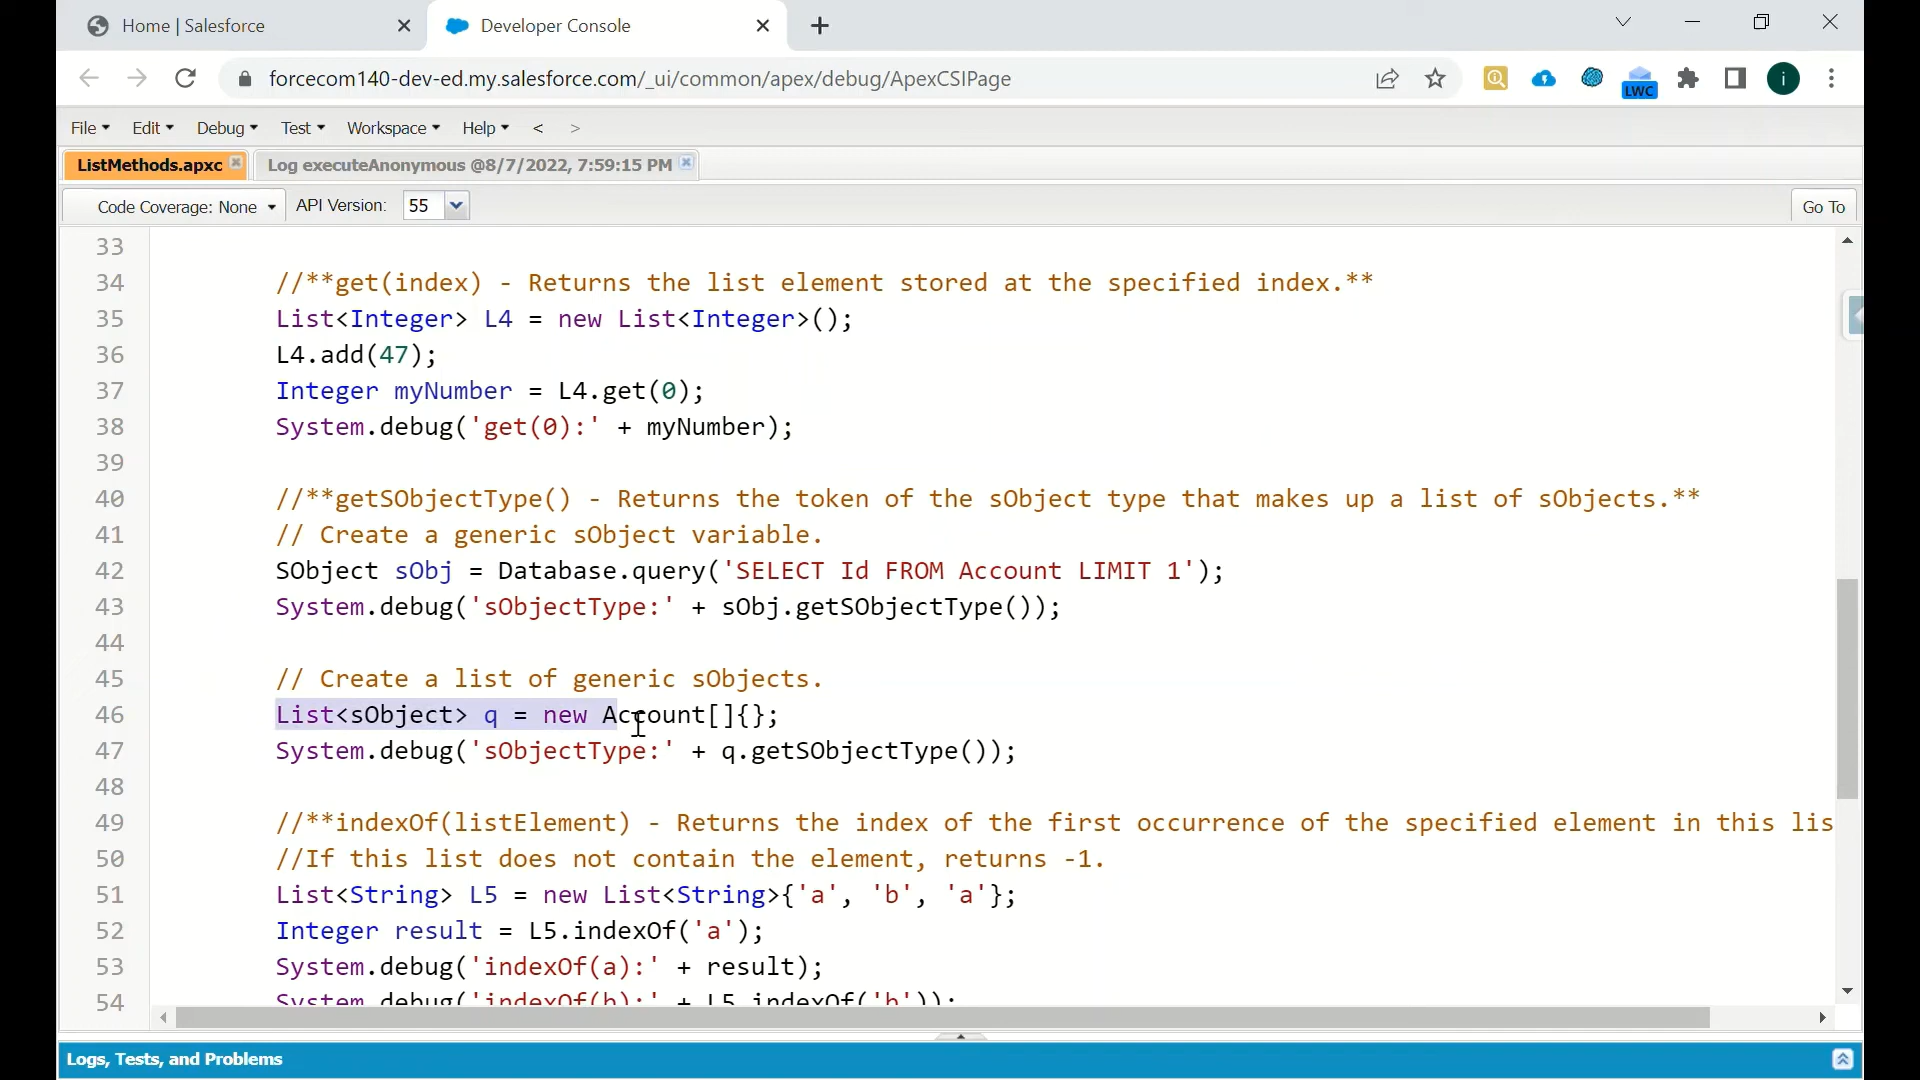 Home | Salesforce
Developer Console
forcecom140-dev-ed.my.salesforce.com/_ui/common/apex/debug/ApexCSIPage
LWC
i
File Edit Debug Test Workspace Help < >
ListMethods.apxc
Log executeAnonymous @8/7/2022, 7:59:15 PM
Code Coverage: None API Version: 55 Go To
33
34 //**get(index) - Returns the list element stored at the specified index.**
35 List<Integer> L4 = new List<Integer>();
36 L4.add(47);
37 Integer myNumber = L4.get(0);
38 System.debug('get(0):' + myNumber);
39
40 //**getSObjectType() - Returns the token of the sObject type that makes up a list of sObjects.**
41 // Create a generic sObject variable.
42 SObject sObj = Database.query('SELECT Id FROM Account LIMIT 1');
43 System.debug('sObjectType:' + sObj.getSObjectType());
44
45 // Create a list of generic sObjects.
46 List<sObject> q = new Account[]{};
47 System.debug('sObjectType:' + q.getSObjectType());
48
49 //**indexOf(listElement) - Returns the index of the first occurrence of the specified element in this lis
50 //If this list does not contain the element, returns -1.
51 List<String> L5 = new List<String>{'a', 'b', 'a'};
52 Integer result = L5.indexOf('a');
53 System.debug('indexOf(a):' + result);
54 System.debug('indexOf(b):' + L5.indexOf('b'));
Logs, Tests, and Problems